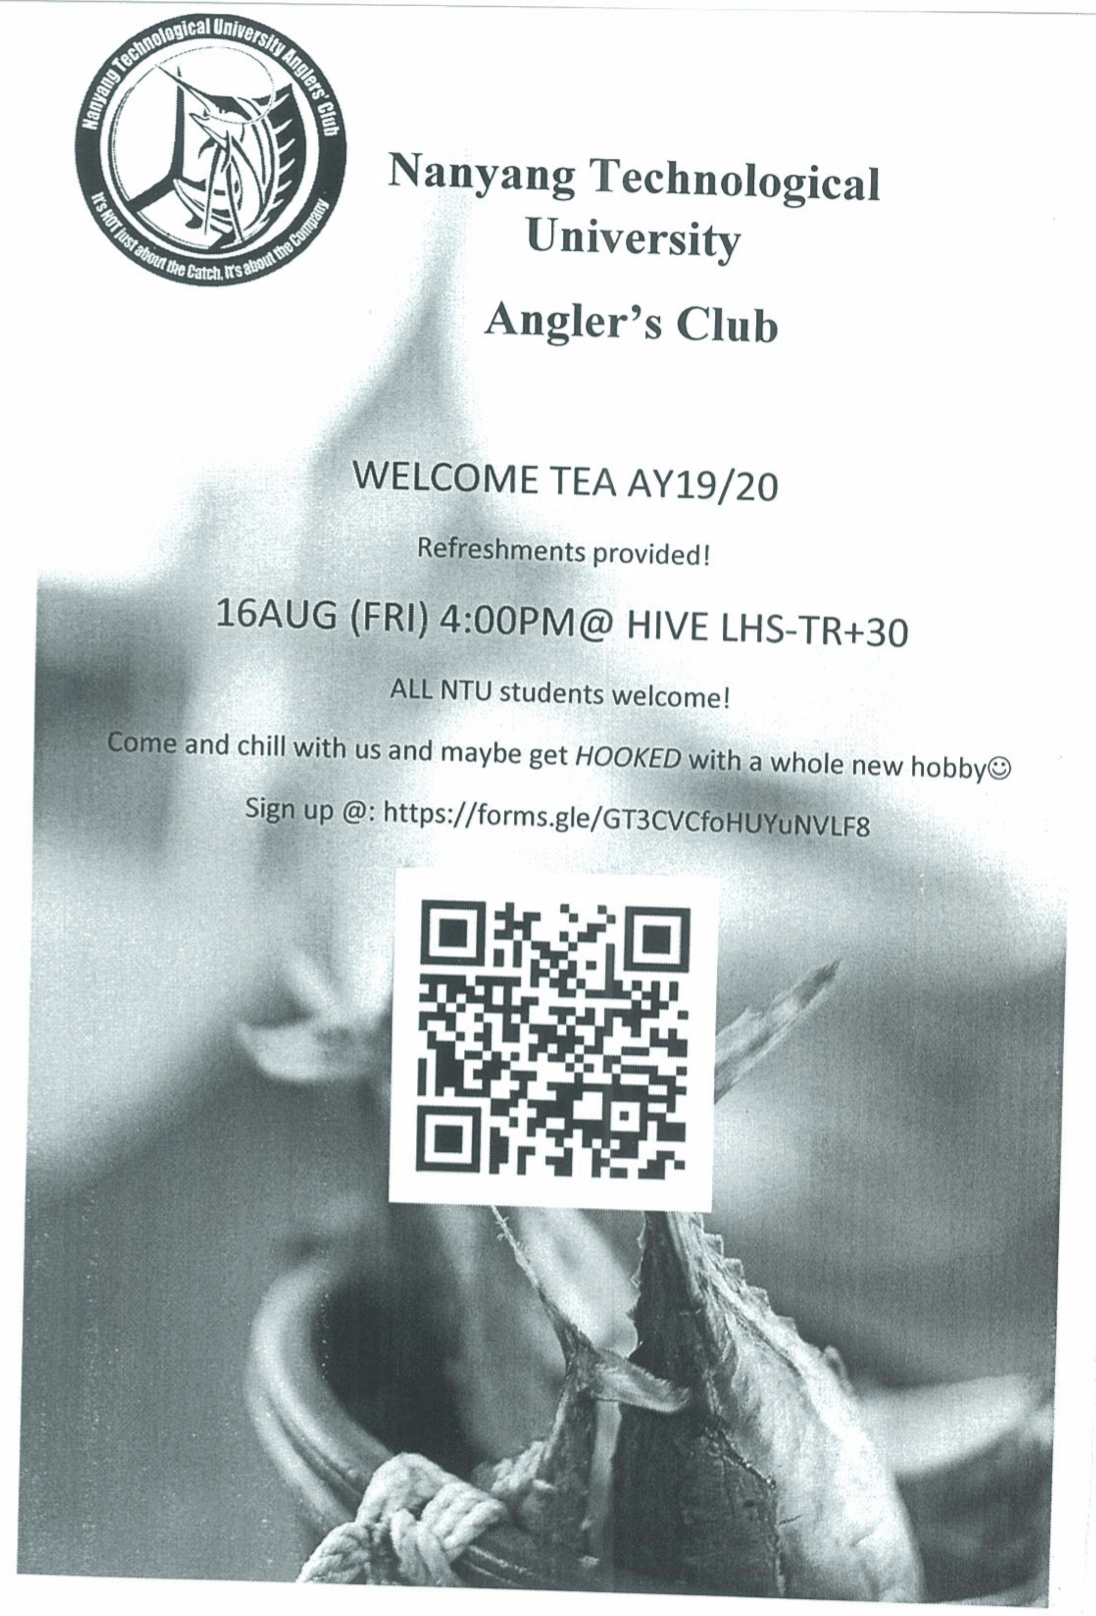 Nanyang Technological University Anglers' Club
It's NOT just about the Catch, It's about the Company
Nanyang Technological
University
Angler's Club
WELCOME TEA AY19/20
Refreshments provided!
16AUG (FRI) 4:00PM@ HIVE LHS-TR+30
ALL NTU students welcome!
Come and chill with us and maybe get HOOKED with a whole new hobby☺
Sign up @: https://forms.gle/GT3CVCfoHUYuNVLF8